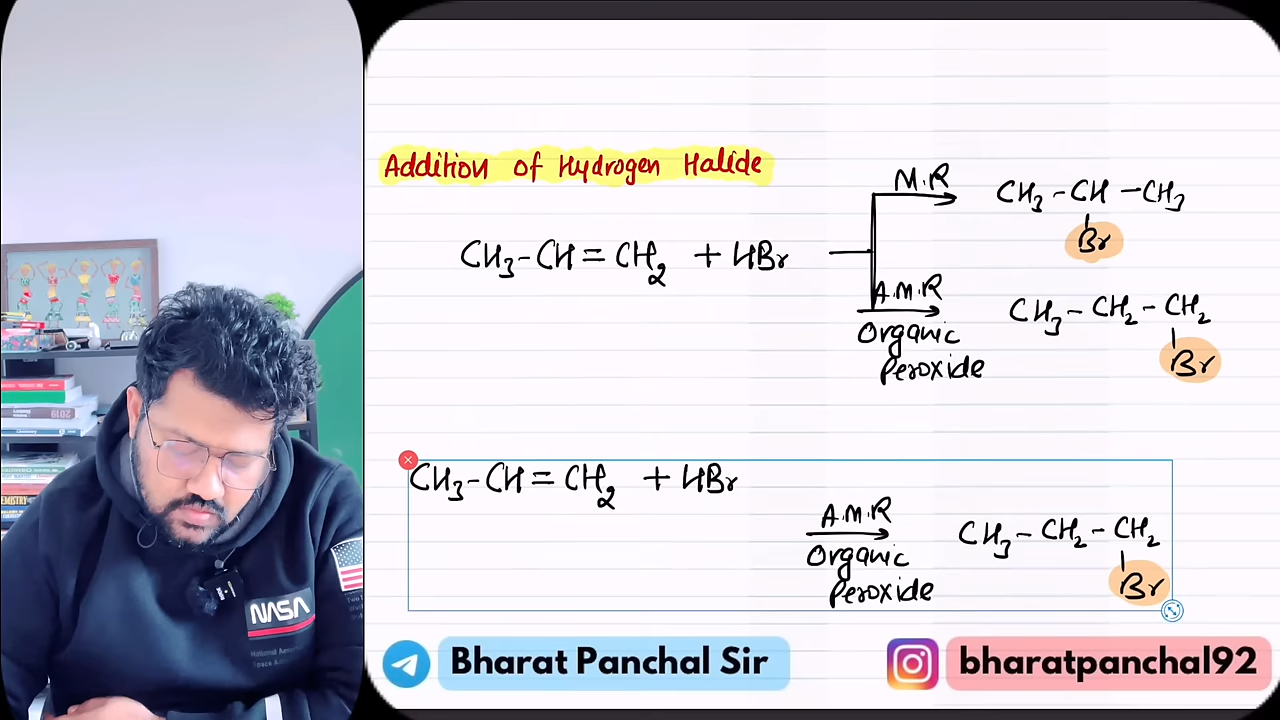 Addition of Hydrogen Halide
CH3-CH=CH2 + HBr
M.R
CH3-CH-CH3
Br
A.M.R
Organic
Peroxide
CH3-CH2-CH2
Br
CH3-CH=CH2 + HBr
A.M.R
Organic
Peroxide
CH3-CH2-CH2
Br
NASA
2019
Bharat Panchal Sir
bharatpanchal92